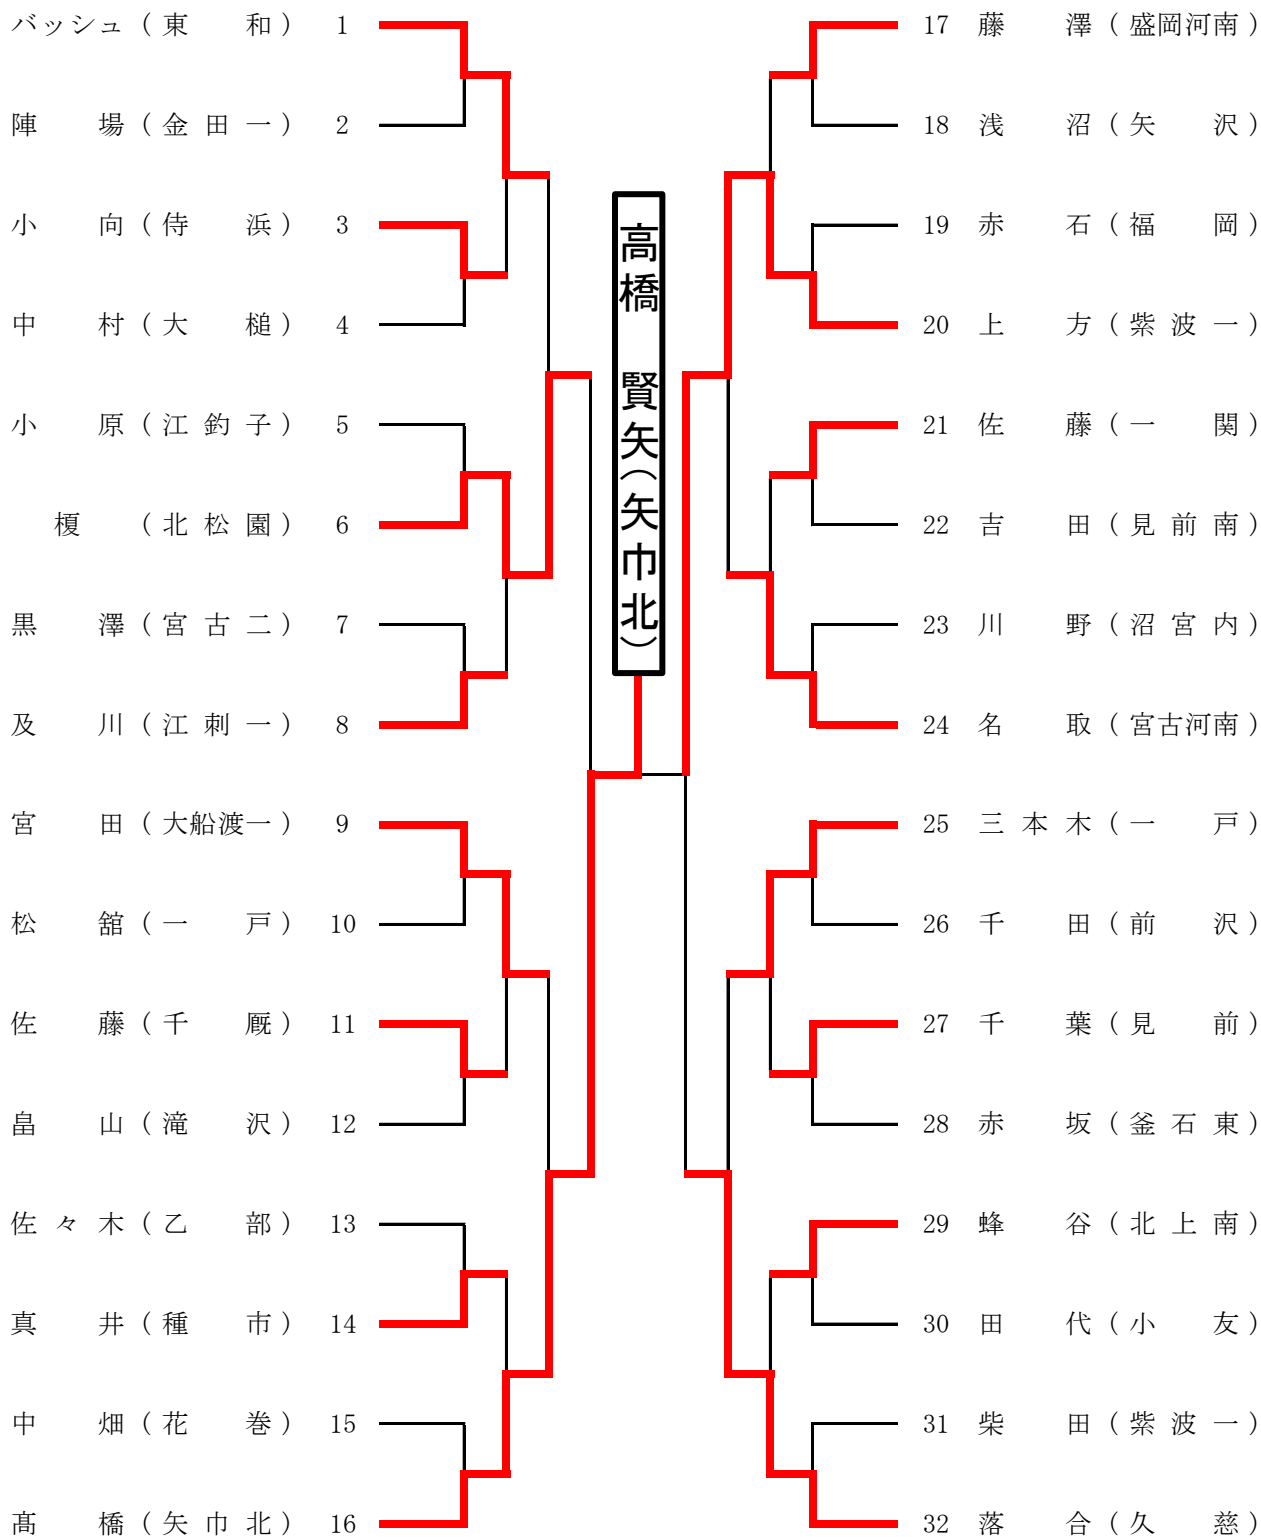 バッシュ（東　和）　1
陣　場（金田一）　2
小　向（侍　浜）　3
中　村（大　槌）　4
小　原（江釣子）　5
榎　（北松園）　6
黒　澤（宮古二）　7
及　川（江刺一）　8
宮　田（大船渡一）　9
松　舘（一　戸）　10
佐　藤（千　厩）　11
畠　山（滝　沢）　12
佐々木（乙　部）　13
真　井（種　市）　14
中　畑（花　巻）　15
髙　橋（矢巾北）　16
高橋　賢矢（矢巾北）
17　藤　澤（盛岡河南）
18　浅　沼（矢　沢）
19　赤　石（福　岡）
20　上　方（紫波一）
21　佐　藤（一　関）
22　吉　田（見前南）
23　川　野（沼宮内）
24　名　取（宮古河南）
25　三本木（一　戸）
26　千　田（前　沢）
27　千　葉（見　前）
28　赤　坂（釜石東）
29　蜂　谷（北上南）
30　田　代（小　友）
31　柴　田（紫波一）
32　落　合（久　慈）